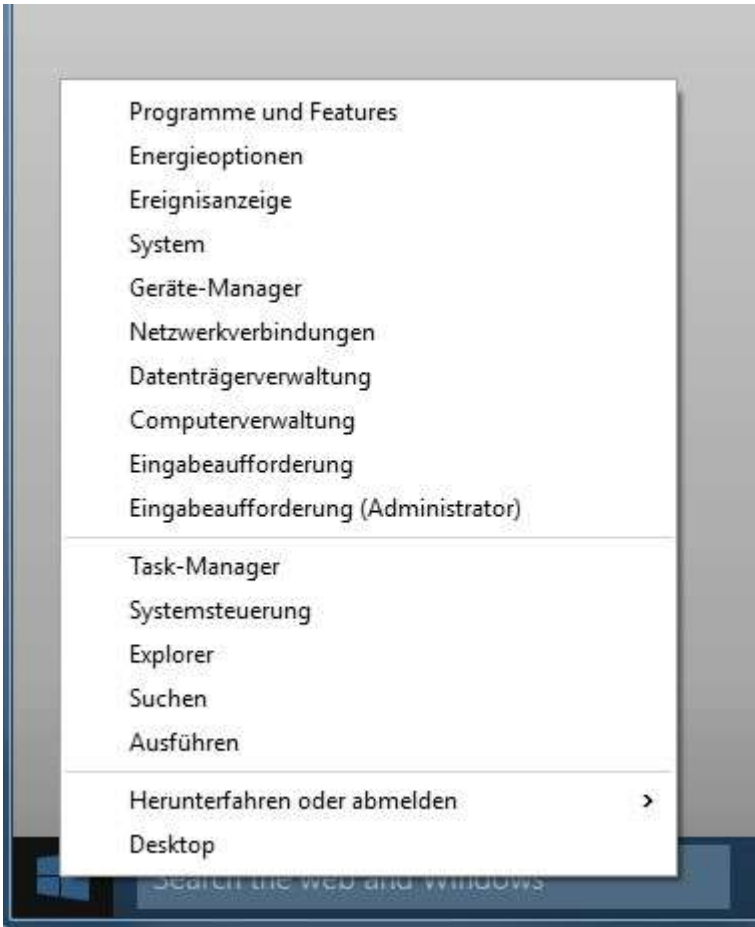 Programme und Features
Energieoptionen
Ereignisanzeige
System
Geräte-Manager
Netzwerkverbindungen
Datenträgerverwaltung
Computerverwaltung
Eingabeaufforderung
Eingabeaufforderung (Administrator)
Task-Manager
Systemsteuerung
Explorer
Suchen
Ausführen
Herunterfahren oder abmelden
Desktop
Search the web and Windows